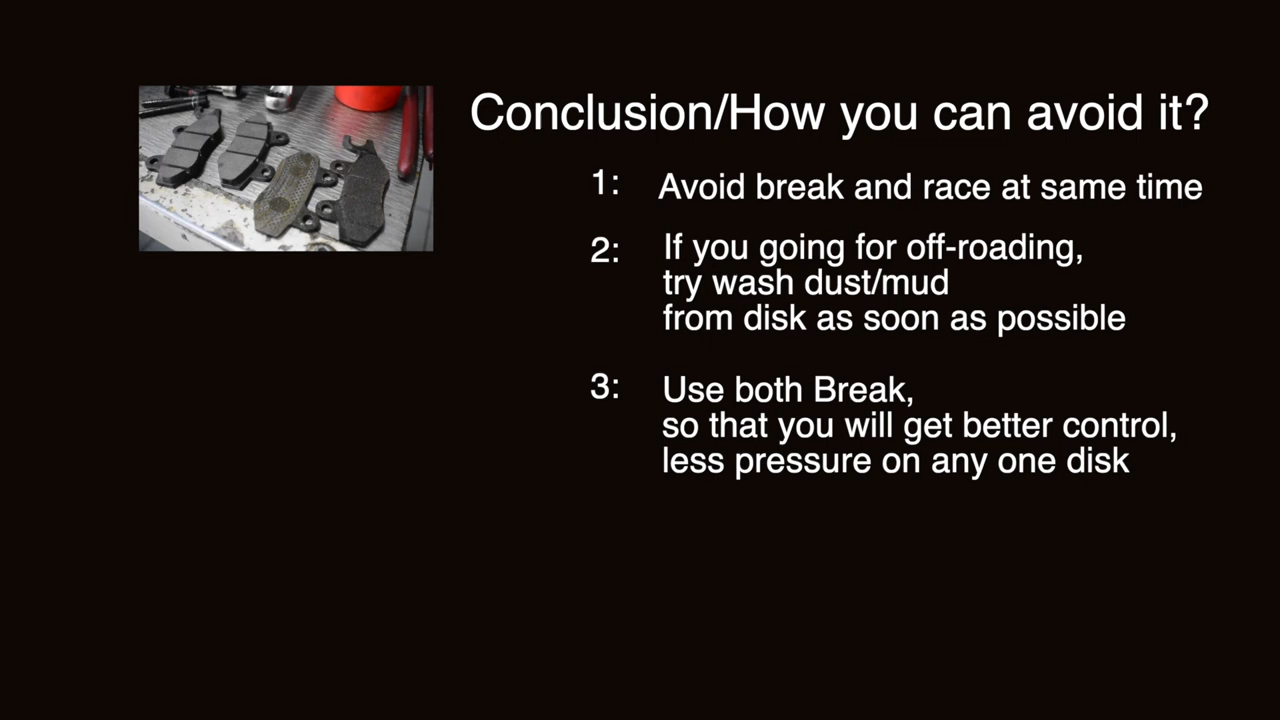 Conclusion/How you can avoid it?
1: Avoid break and race at same time
2: If you going for off-roading,
try wash dust/mud
from disk as soon as possible
3: Use both Break,
so that you will get better control,
less pressure on any one disk